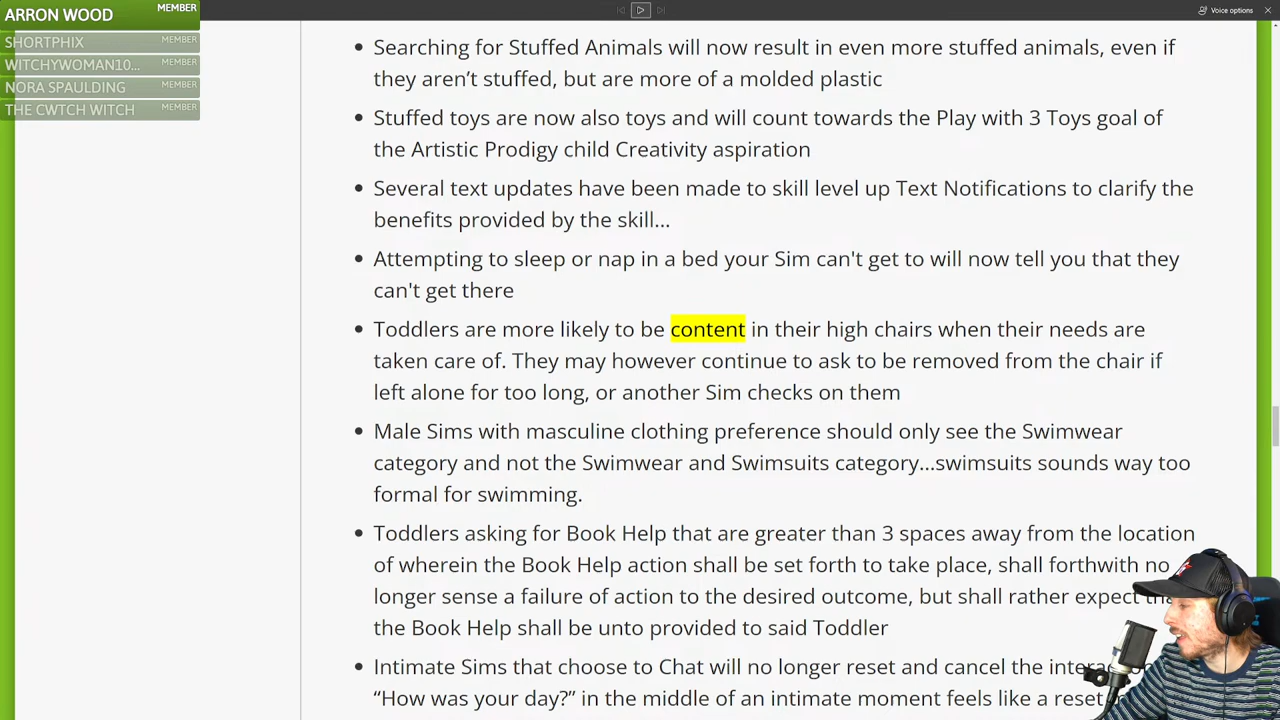 ARRON WOOD MEMBER
SHORTPHIX MEMBER
WITCHYWOMAN10... MEMBER
NORA SPAULDING MEMBER
THE CWTCH WITCH MEMBER
Voice options
• Searching for Stuffed Animals will now result in even more stuffed animals, even if
they aren’t stuffed, but are more of a molded plastic
• Stuffed toys are now also toys and will count towards the Play with 3 Toys goal of
the Artistic Prodigy child Creativity aspiration
• Several text updates have been made to skill level up Text Notifications to clarify the
benefits provided by the skill...
• Attempting to sleep or nap in a bed your Sim can't get to will now tell you that they
can't get there
• Toddlers are more likely to be content in their high chairs when their needs are
taken care of. They may however continue to ask to be removed from the chair if
left alone for too long, or another Sim checks on them
• Male Sims with masculine clothing preference should only see the Swimwear
category and not the Swimwear and Swimsuits category...swimsuits sounds way too
formal for swimming.
• Toddlers asking for Book Help that are greater than 3 spaces away from the location
of wherein the Book Help action shall be set forth to take place, shall forthwith no
longer sense a failure of action to the desired outcome, but shall rather expect
the Book Help shall be unto provided to said Toddler
• Intimate Sims that choose to Chat will no longer reset and cancel the
“How was your day?” in the middle of an intimate moment feels like a reset